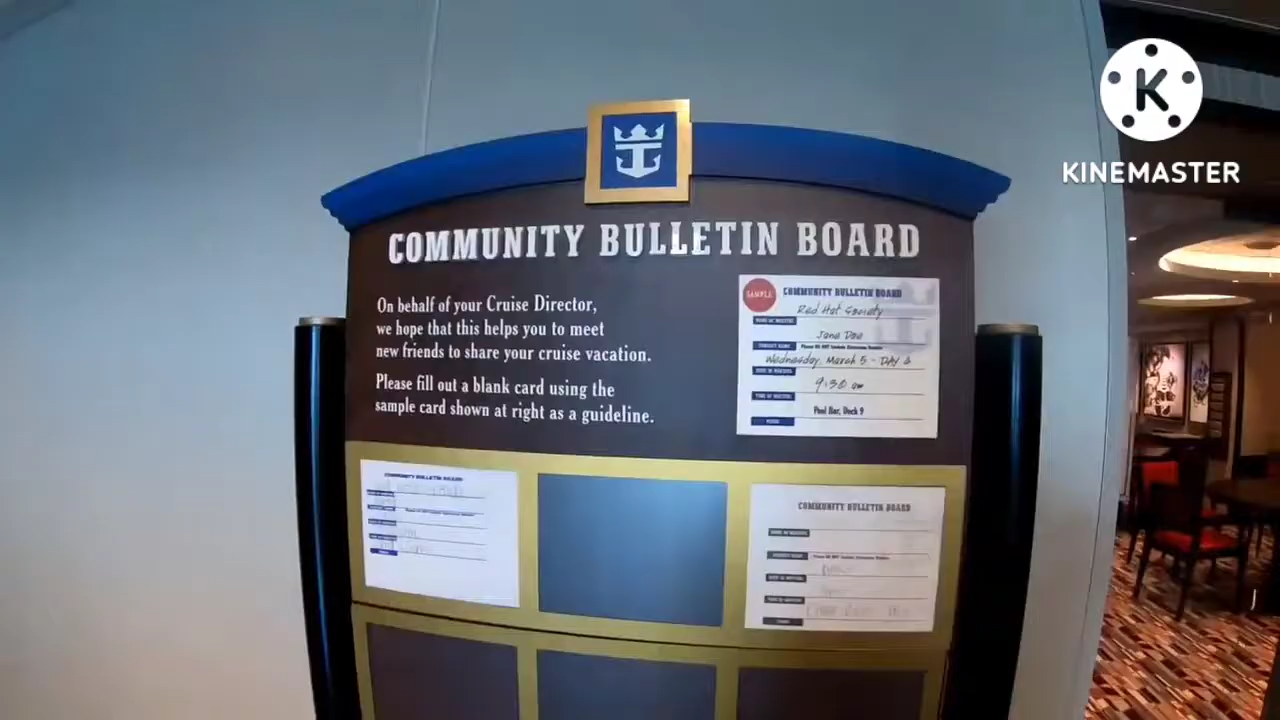 KINEMASTER
COMMUNITY BULLETIN BOARD
On behalf of your Cruise Director,
we hope that this helps you to meet
new friends to share your cruise vacation.
Please fill out a blank card using the
sample card shown at right as a guideline.
SAMPLE
COMMUNITY BULLETIN BOARD
Red Hat Society
Jane Doe
Wednesday, March 5 - DAY 6
9:30 am
Pool Bar, Deck 9
COMMUNITY BULLETIN BOARD
COMMUNITY BULLETIN BOARD